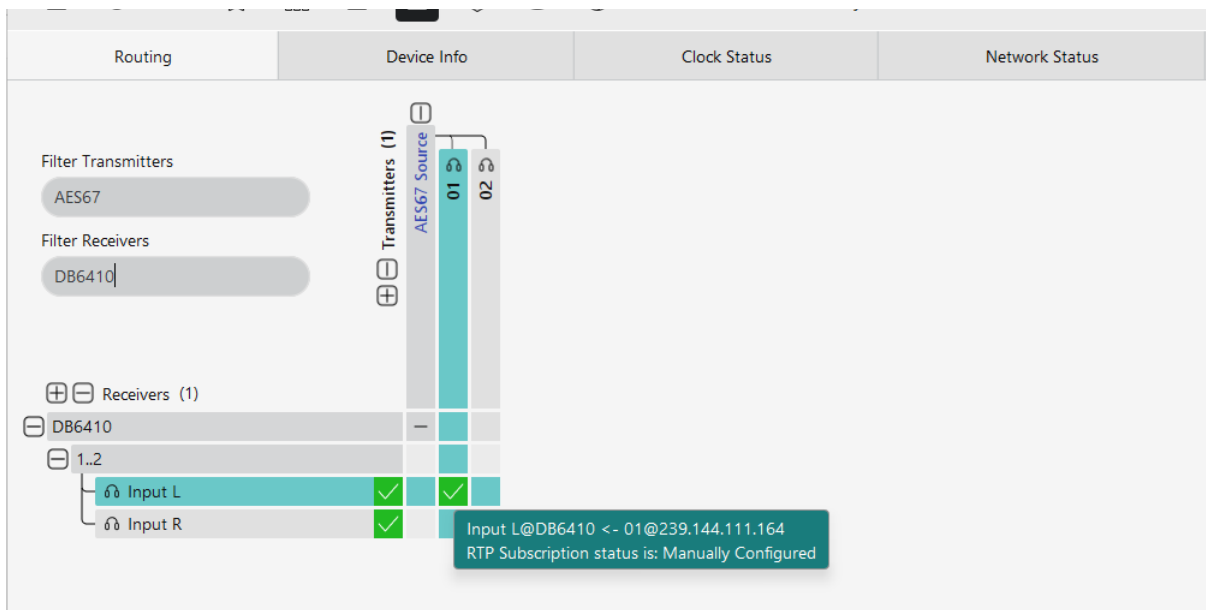 Routing
Device Info
Clock Status
Network Status
Filter Transmitters
AES67
Filter Receivers
DB6410
Transmitters (1)
AES67 Source
01
02
Receivers (1)
DB6410
1..2
Input L
Input R
Input L@DB6410 <- 01@239.144.111.164
RTP Subscription status is: Manually Configured